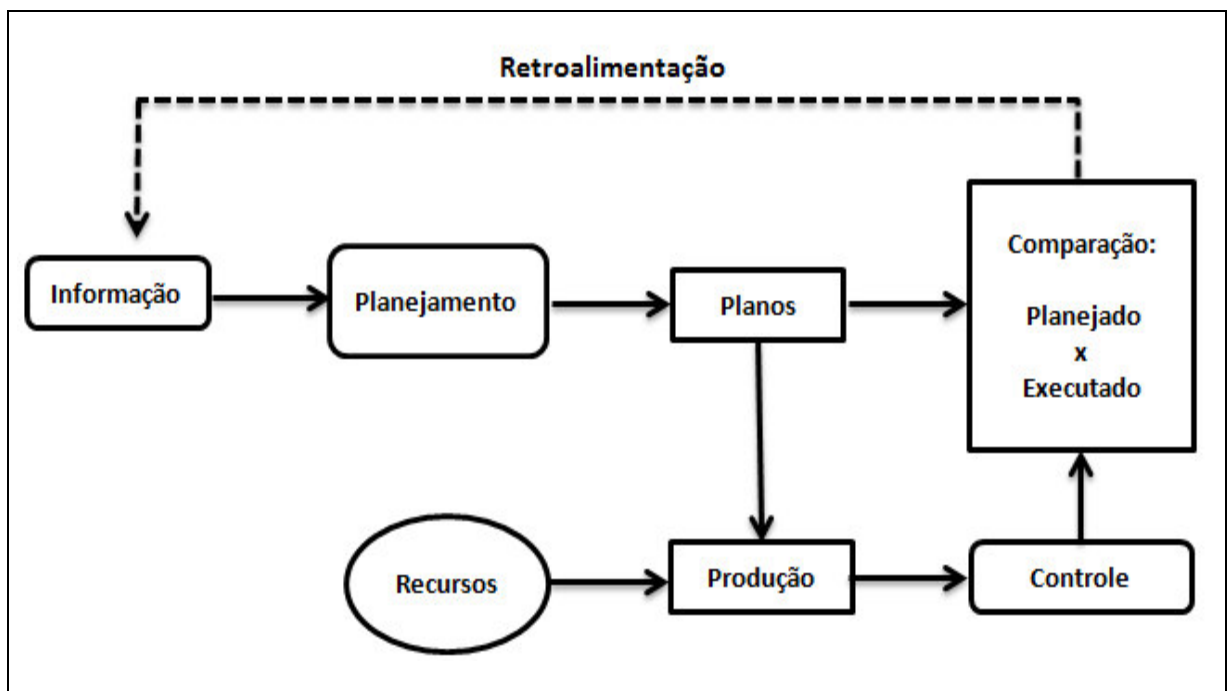 Retroalimentação
Informação
Planejamento
Planos
Comparação:
Planejado
x
Executado
Recursos
Produção
Controle